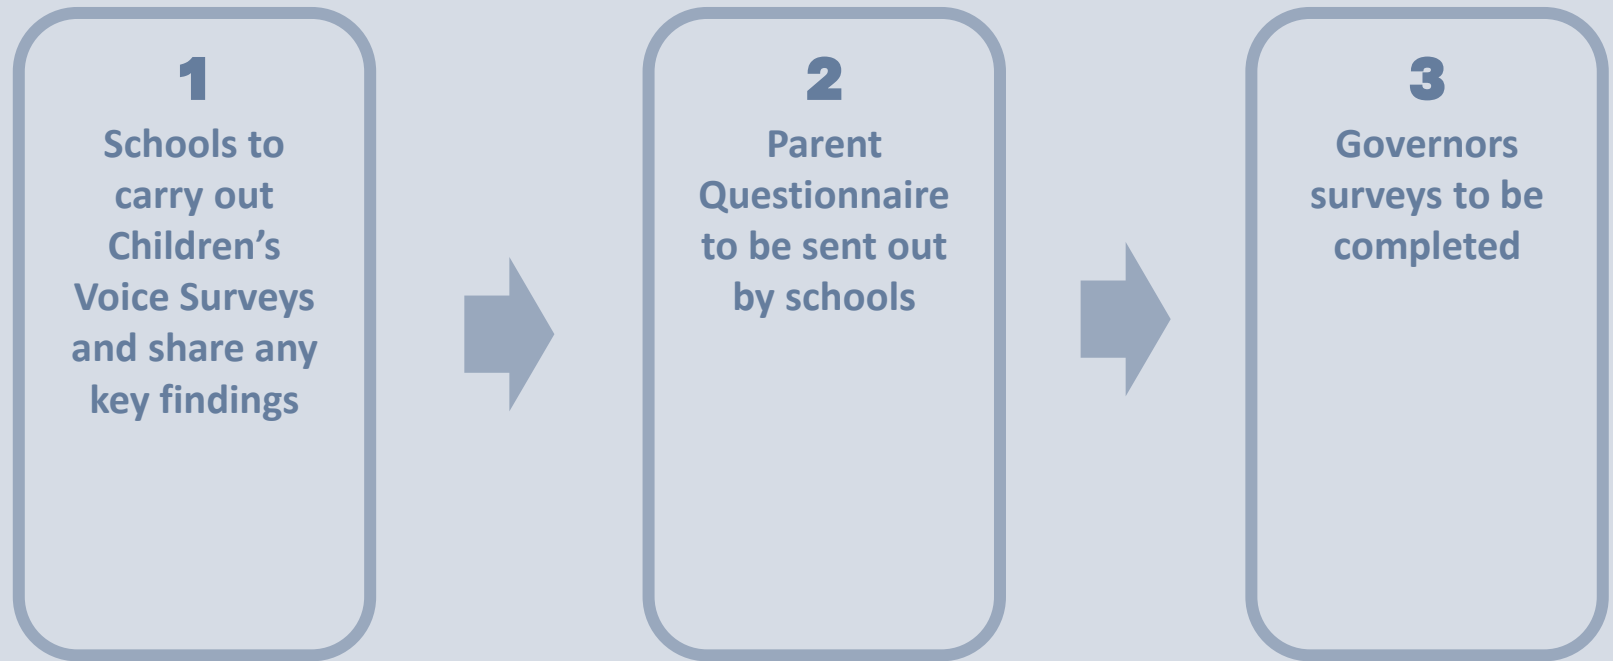 1
Schools to
carry out
Children’s
Voice Surveys
and share any
key findings
2
Parent
Questionnaire
to be sent out
by schools
3
Governors
surveys to be
completed